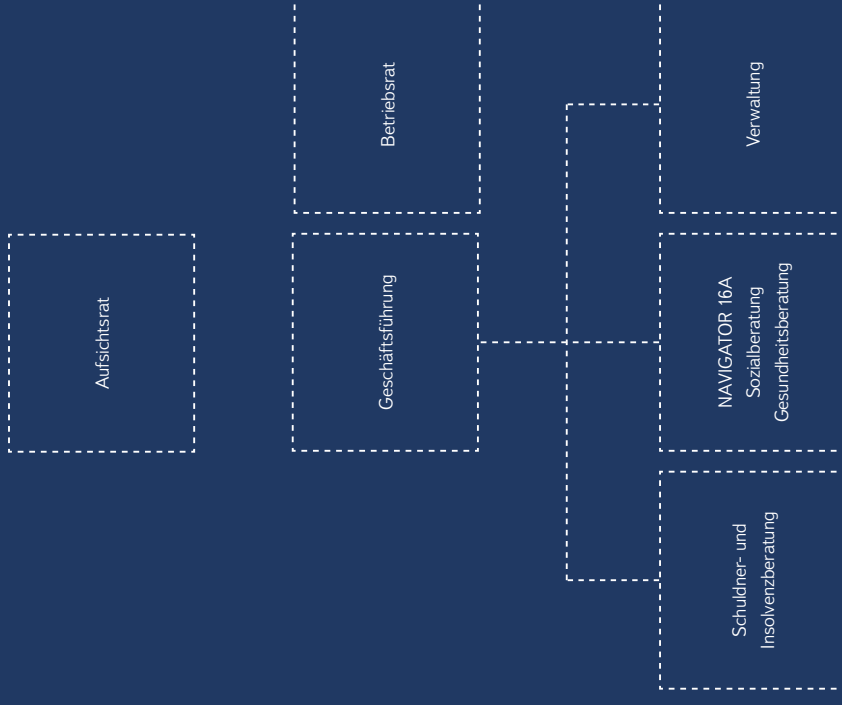 Aufsichtsrat
Geschäftsführung
Betriebsrat
Schuldner- und
Insolvenzberatung
NAVIGATOR 16A
Sozialberatung
Gesundheitsberatung
Verwaltung